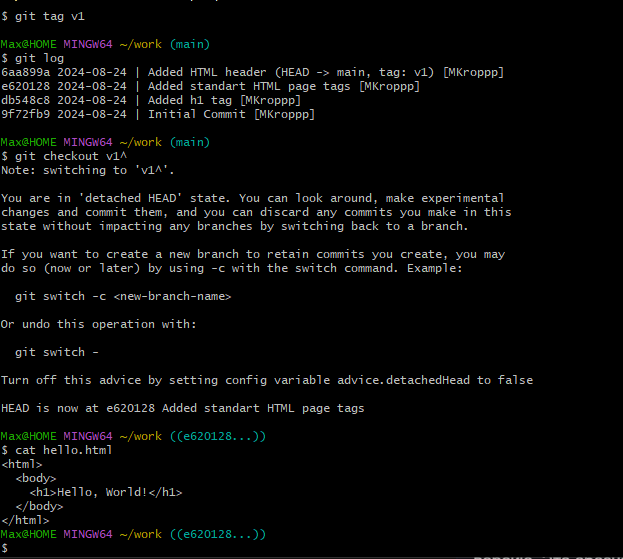 $ git tag v1
Max@HOME MINGW64 ~/work (main)
$ git log
6aa899a 2024-08-24 | Added HTML header (HEAD -> main, tag: v1) [MKroppp]
e620128 2024-08-24 | Added standart HTML page tags [MKroppp]
db548c8 2024-08-24 | Added h1 tag [MKroppp]
9f72fb9 2024-08-24 | Initial Commit [MKroppp]
Max@HOME MINGW64 ~/work (main)
$ git checkout v1^
Note: switching to 'v1^'.
You are in 'detached HEAD' state. You can look around, make experimental
changes and commit them, and you can discard any commits you make in this
state without impacting any branches by switching back to a branch.
If you want to create a new branch to retain commits you create, you may
do so (now or later) by using -c with the switch command. Example:
  git switch -c <new-branch-name>
Or undo this operation with:
  git switch -
Turn off this advice by setting config variable advice.detachedHead to false
HEAD is now at e620128 Added standart HTML page tags
Max@HOME MINGW64 ~/work ((e620128...))
$ cat hello.html
<html>
  <body>
    <h1>Hello, World!</h1>
  </body>
</html>
Max@HOME MINGW64 ~/work ((e620128...))
$